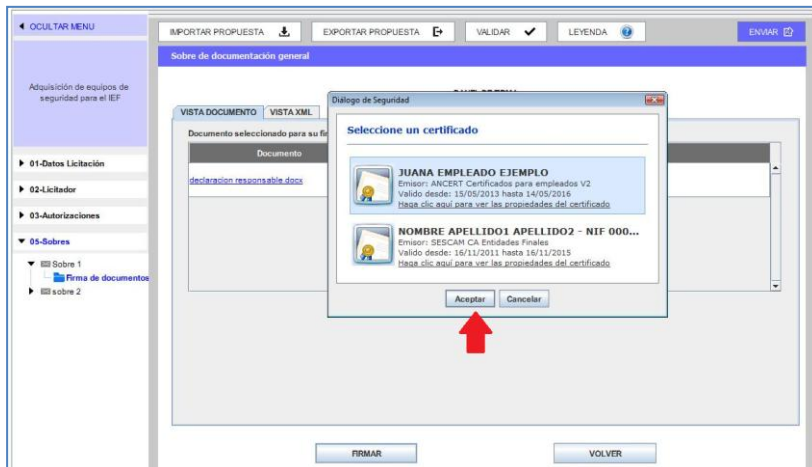 OCULTAR MENU
IMPORTAR PROPUESTA
EXPORTAR PROPUESTA
VALIDAR
LEYENDA
ENVIAR
Sobre de documentación general
Adquisición de equipos de
seguridad para el IEF
01-Datos Licitación
02-Licitador
03-Autorizaciones
05-Sobres
Sobre 1
Firma de documentos
sobre 2
VISTA DOCUMENTO
VISTA XML
Documento seleccionado para su fir
Documento
declaracion responsable.docx
Diálogo de Seguridad
Seleccione un certificado
JUANA EMPLEADO EJEMPLO
Emisor: ANCERT Certificados para empleados V2
Valido desde: 15/05/2013 hasta 14/05/2016
Haga clic aquí para ver las propiedades del certificado
NOMBRE APELLIDO1 APELLIDO2 - NIF 000...
Emisor: SESCAM CA Entidades Finales
Valido desde: 16/11/2011 hasta 16/11/2015
Haga clic aquí para ver las propiedades del certificado
Aceptar
Cancelar
FIRMAR
VOLVER